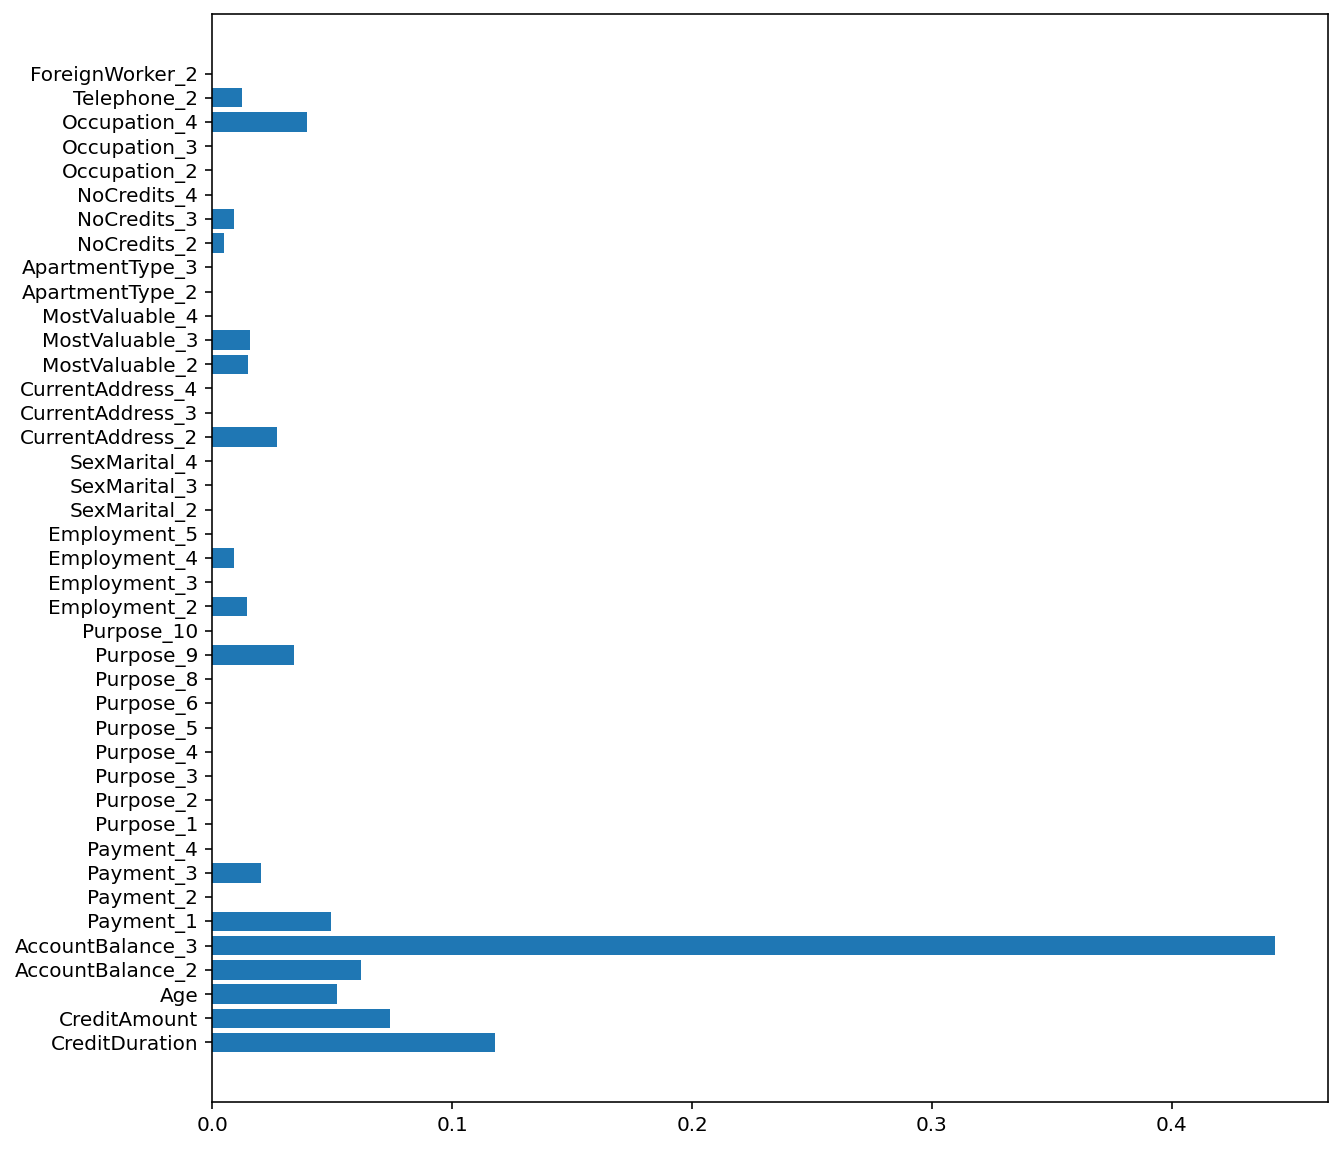 ForeignWorker_2
Telephone_2
Occupation_4
Occupation_3
Occupation_2
NoCredits_4
NoCredits_3
NoCredits_2
ApartmentType_3
ApartmentType_2
MostValuable_4
MostValuable_3
MostValuable_2
CurrentAddress_4
CurrentAddress_3
CurrentAddress_2
SexMarital_4
SexMarital_3
SexMarital_2
Employment_5
Employment_4
Employment_3
Employment_2
Purpose_10
Purpose_9
Purpose_8
Purpose_6
Purpose_5
Purpose_4
Purpose_3
Purpose_2
Purpose_1
Payment_4
Payment_3
Payment_2
Payment_1
AccountBalance_3
AccountBalance_2
Age
CreditAmount
CreditDuration
0.0 0.1 0.2 0.3 0.4